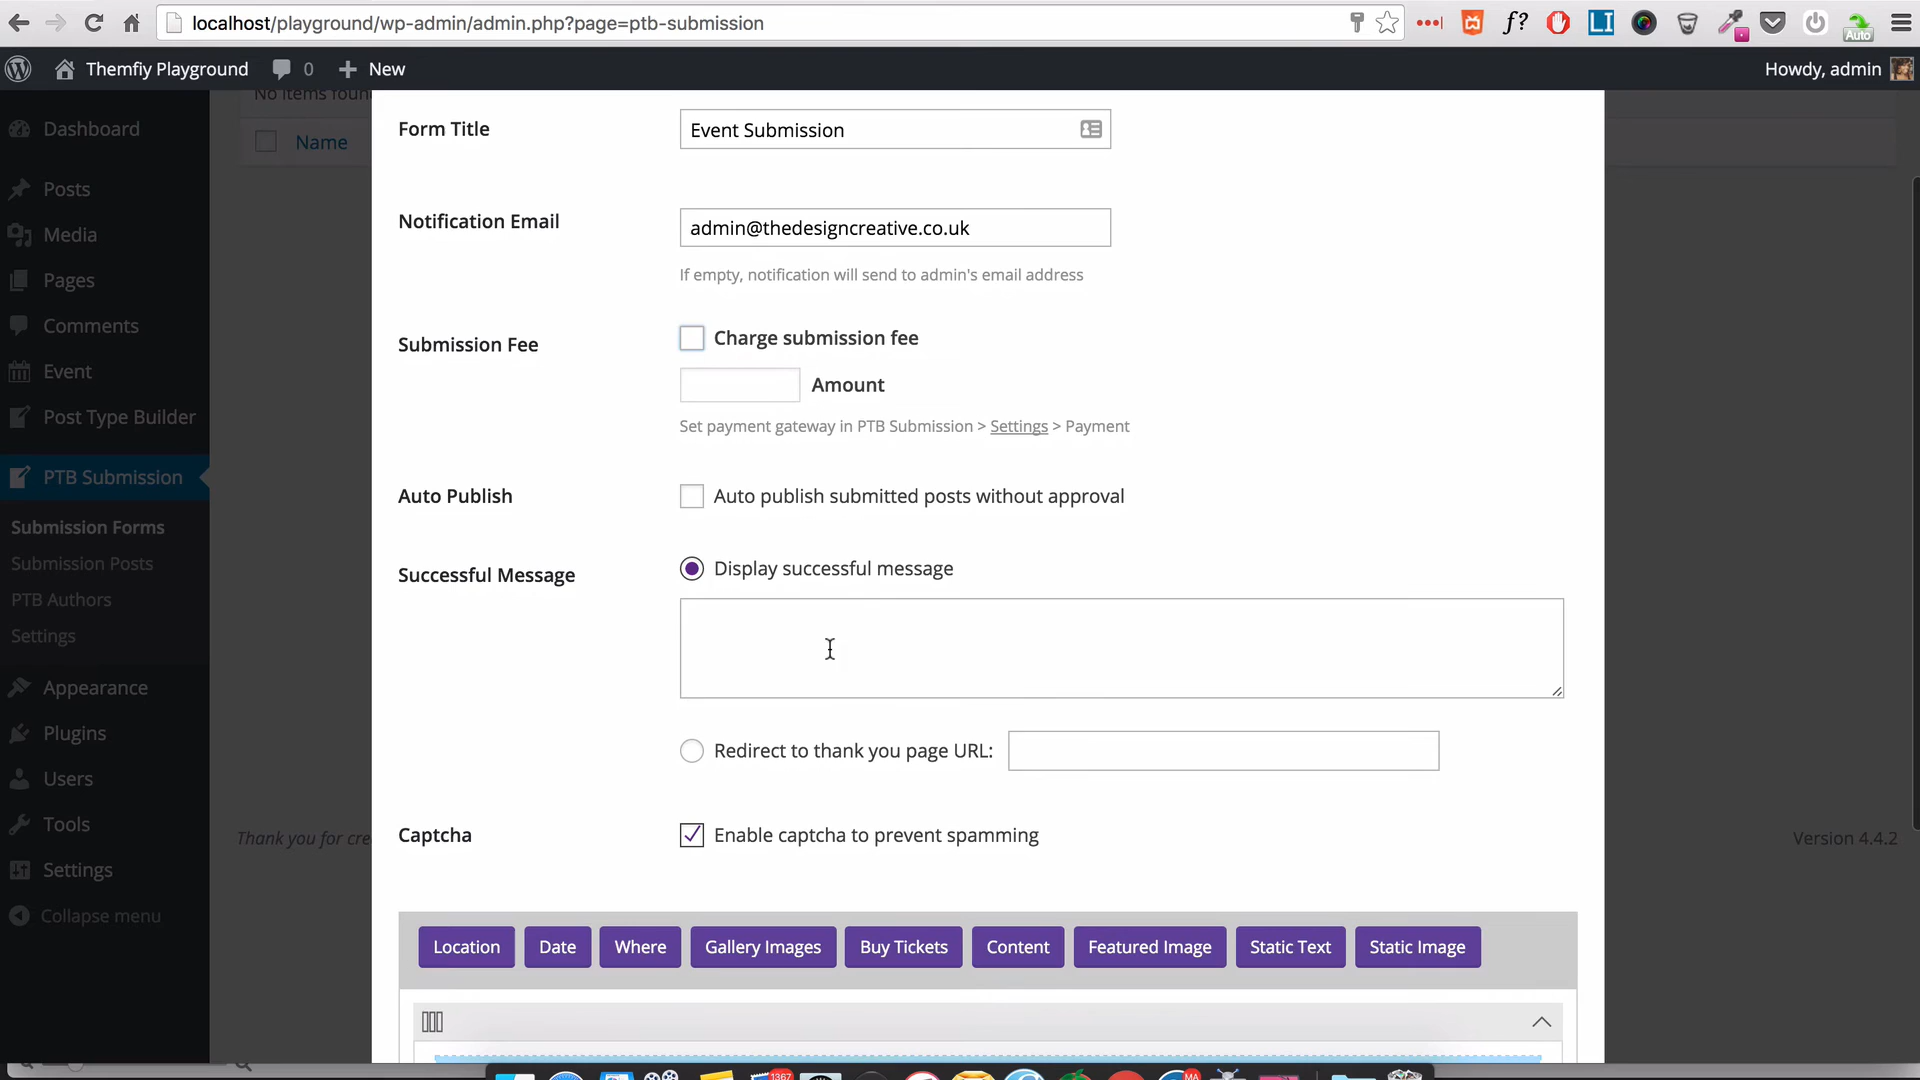 localhost/playground/wp-admin/admin.php?page=ptb-submission
f?
LI
Auto
Themfiy Playground
0
New
Howdy, admin
Dashboard
Posts
Media
Pages
Comments
Event
Post Type Builder
PTB Submission
Submission Forms
Submission Posts
PTB Authors
Settings
Appearance
Plugins
Users
Tools
Settings
Collapse menu
No items foun
Name
Form Title
Event Submission
Notification Email
admin@thedesigncreative.co.uk
If empty, notification will send to admin's email address
Submission Fee
Charge submission fee
Amount
Set payment gateway in PTB Submission > Settings > Payment
Auto Publish
Auto publish submitted posts without approval
Successful Message
Display successful message
Redirect to thank you page URL:
Captcha
Enable captcha to prevent spamming
Thank you for cre
Version 4.4.2
Location
Date
Where
Gallery Images
Buy Tickets
Content
Featured Image
Static Text
Static Image
1367
MA